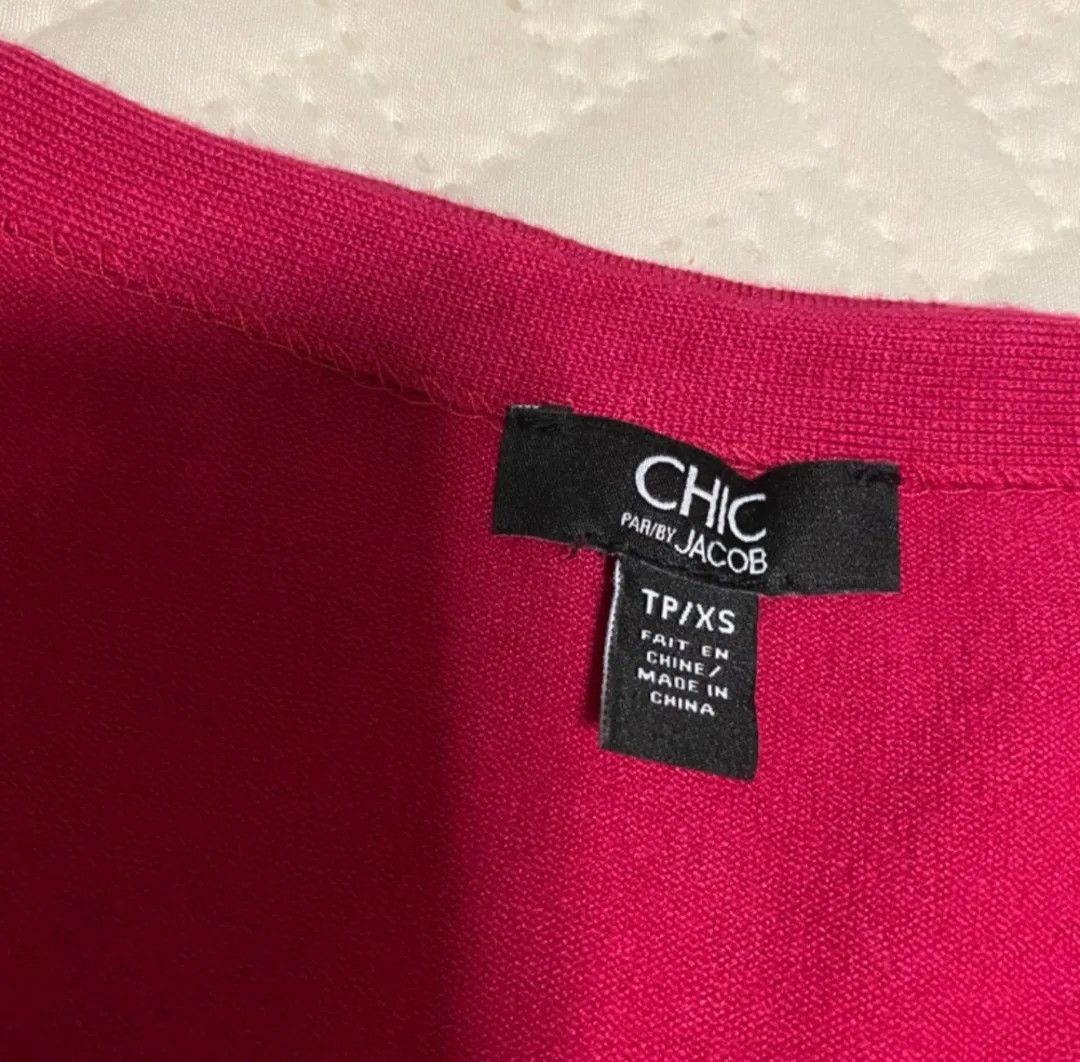 CHIC
PAR/BY JACOB
TP/XS
FAIT EN
CHINE/
MADE IN
CHINA